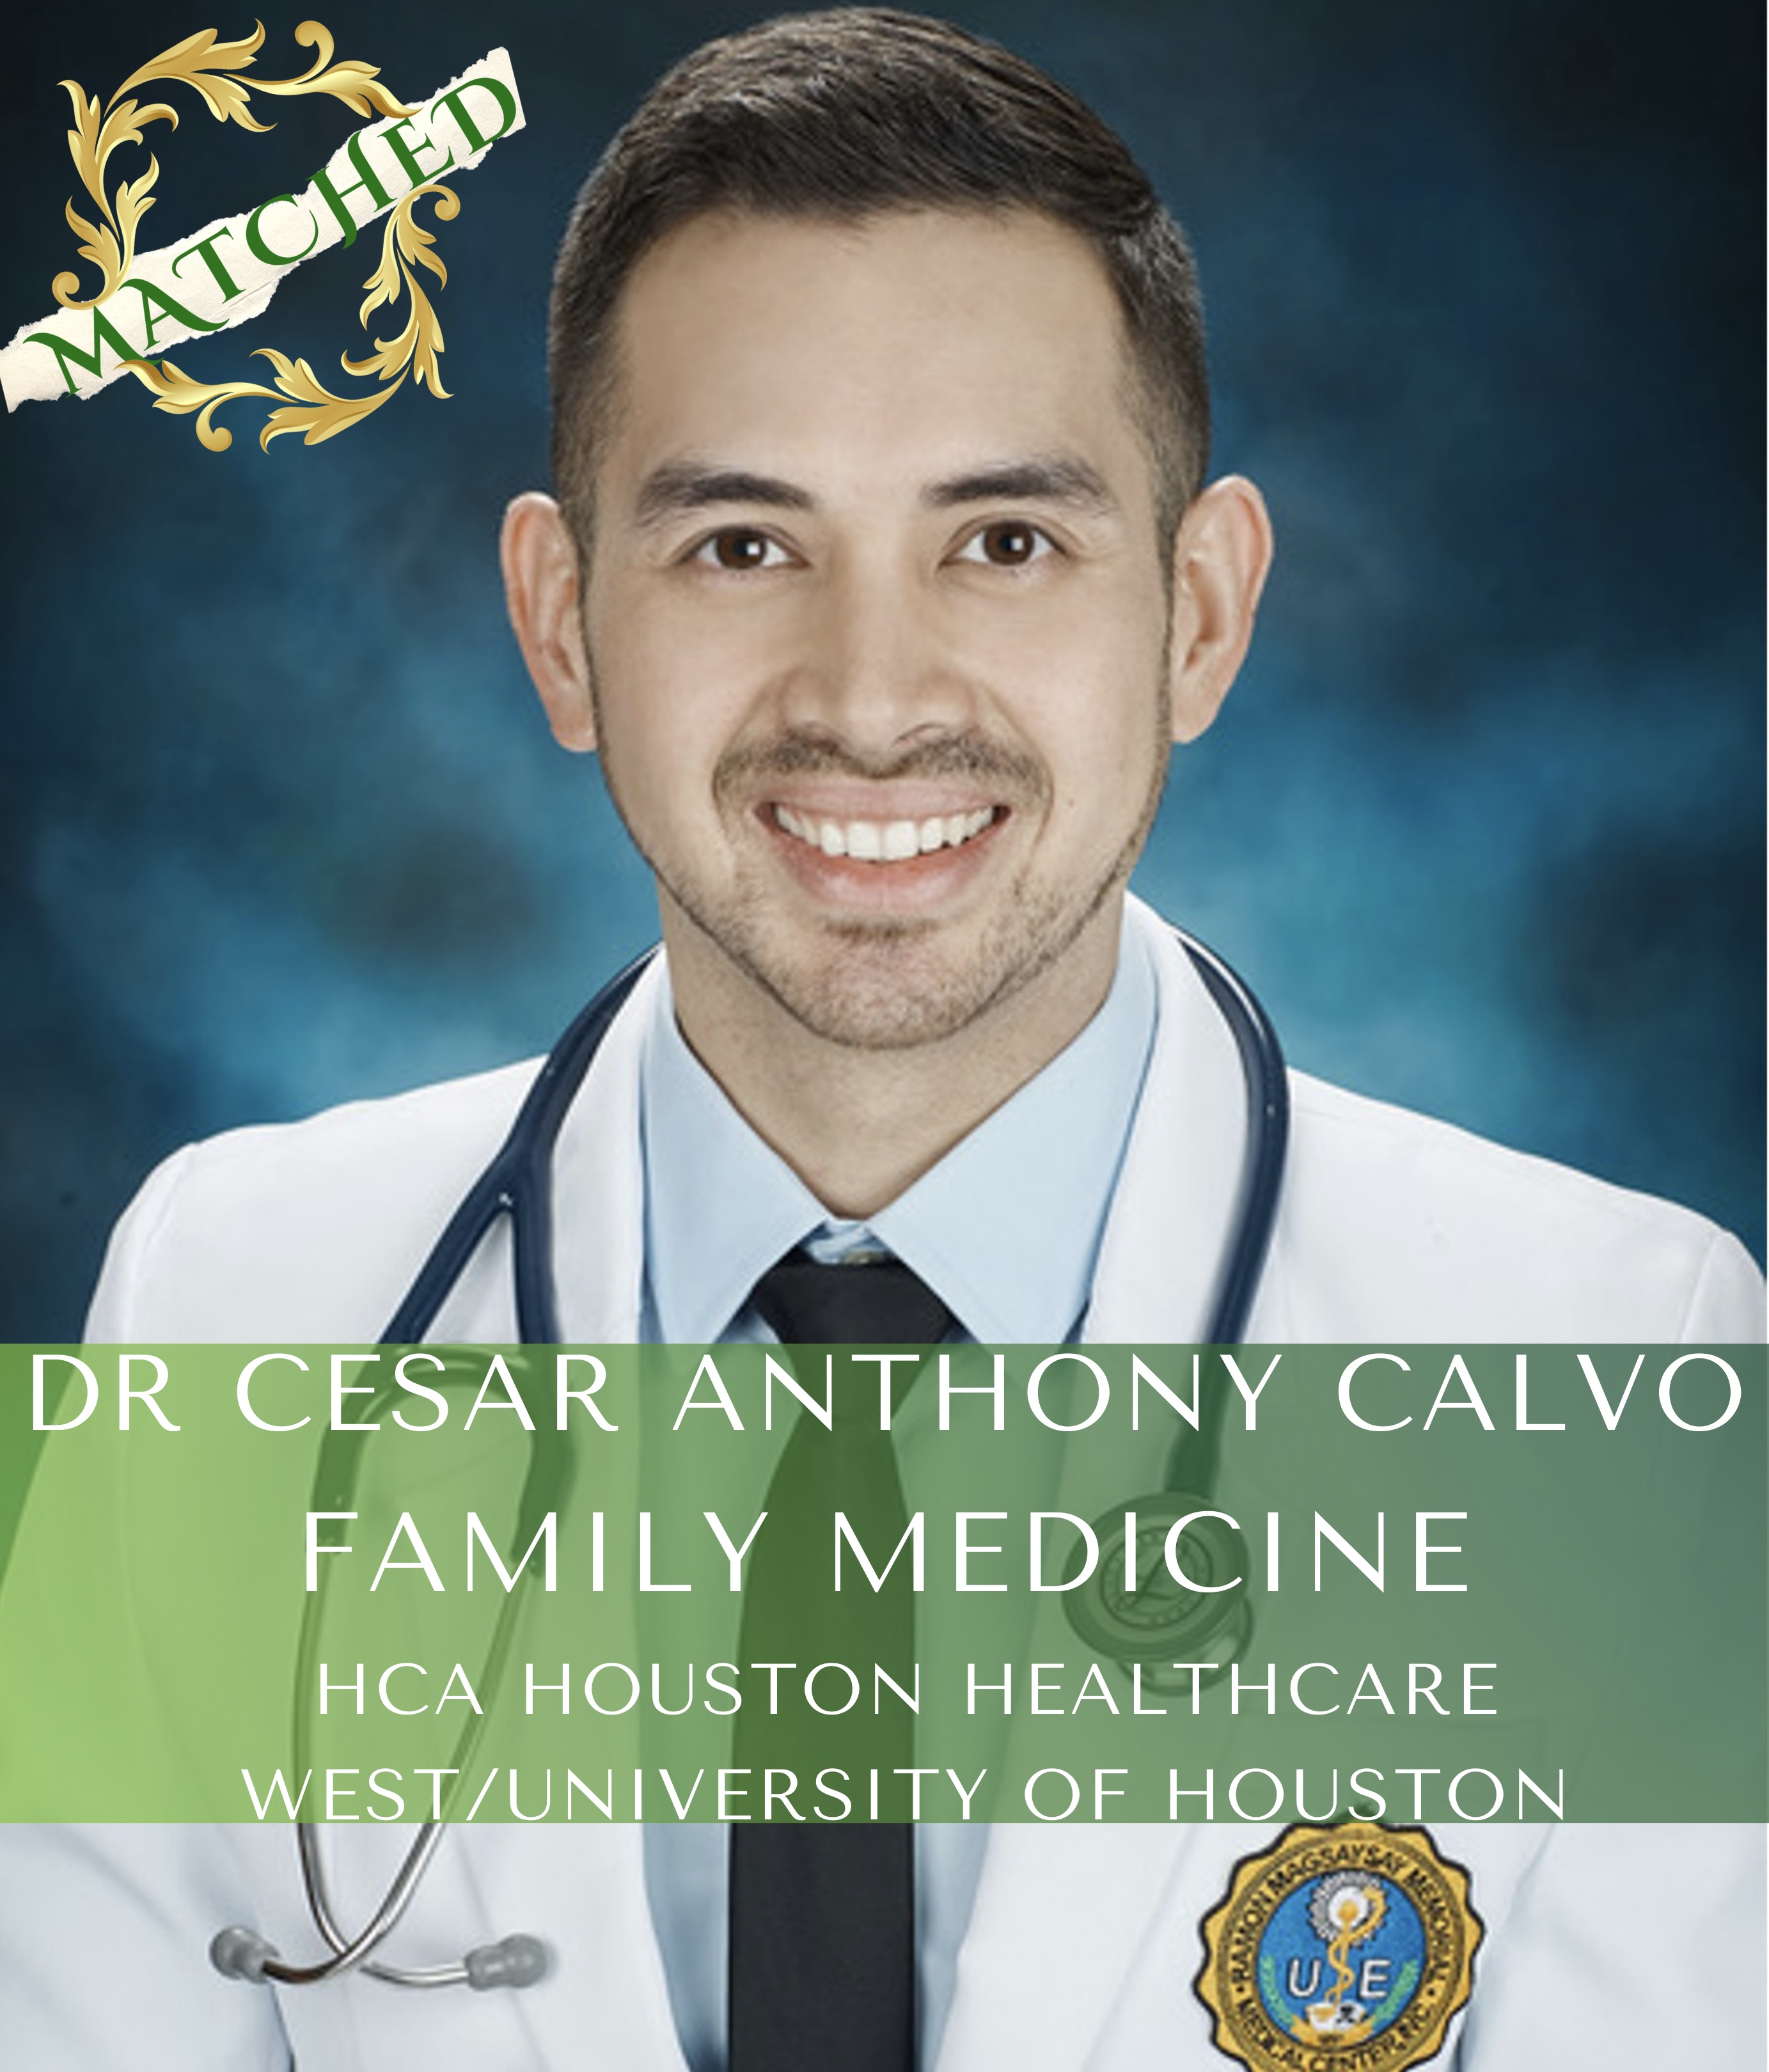 MATCHED
DR CESAR ANTHONY CALVO
FAMILY MEDICINE
HCA HOUSTON HEALTHCARE
WEST/UNIVERSITY OF HOUSTON
RAMON MAGSAYSAY MEMORIAL
UE
MEDICAL CENTER, INC.